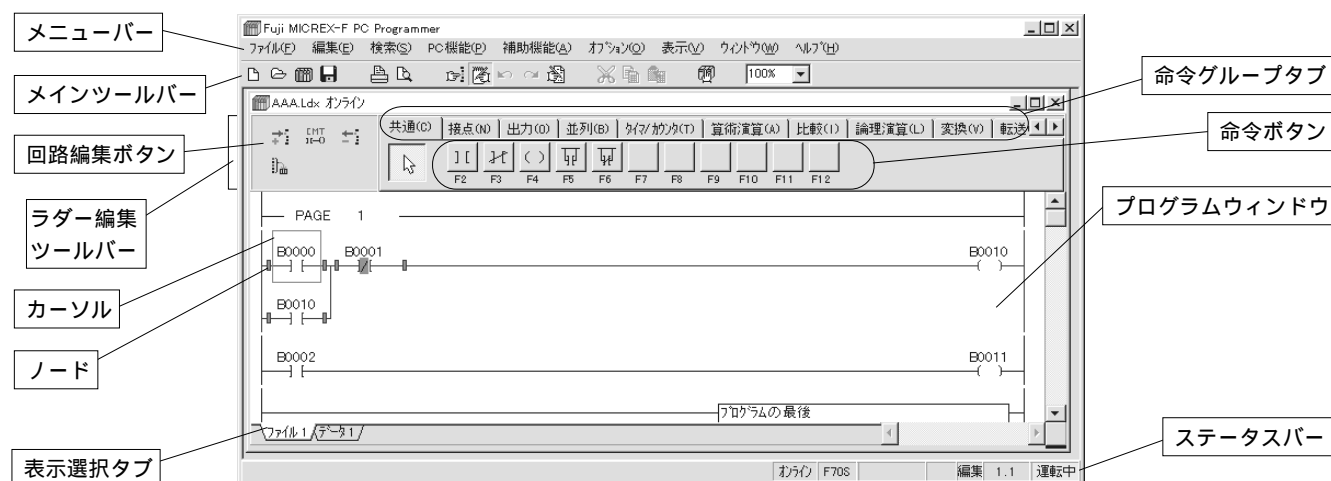 メニューバー
メインツールバー
回路編集ボタン
ラダー編集
ツールバー
カーソル
ノード
表示選択タブ
Fuji MICREX-F PC Programmer
ファイル(F) 編集(E) 検索(S) PC機能(P) 補助機能(A) オプション(O) 表示(V) ウィンドウ(W) ヘルプ(H)
100%
AAA.Ldx オンライン
CMT
共通(C) 接点(N) 出力(O) 並列(B) タイマ/カウンタ(T) 算術演算(A) 比較(I) 論理演算(L) 変換(V) 転送
F2 F3 F4 F5 F6 F7 F8 F9 F10 F11 F12
PAGE 1
B0000 B0001 B0010
B0010
B0002 B0011
プログラムの最後
ファイル1 データ1
オンライン F70S 編集 1.1 運転中
命令グループタブ
命令ボタン
プログラムウィンドウ
ステータスバー